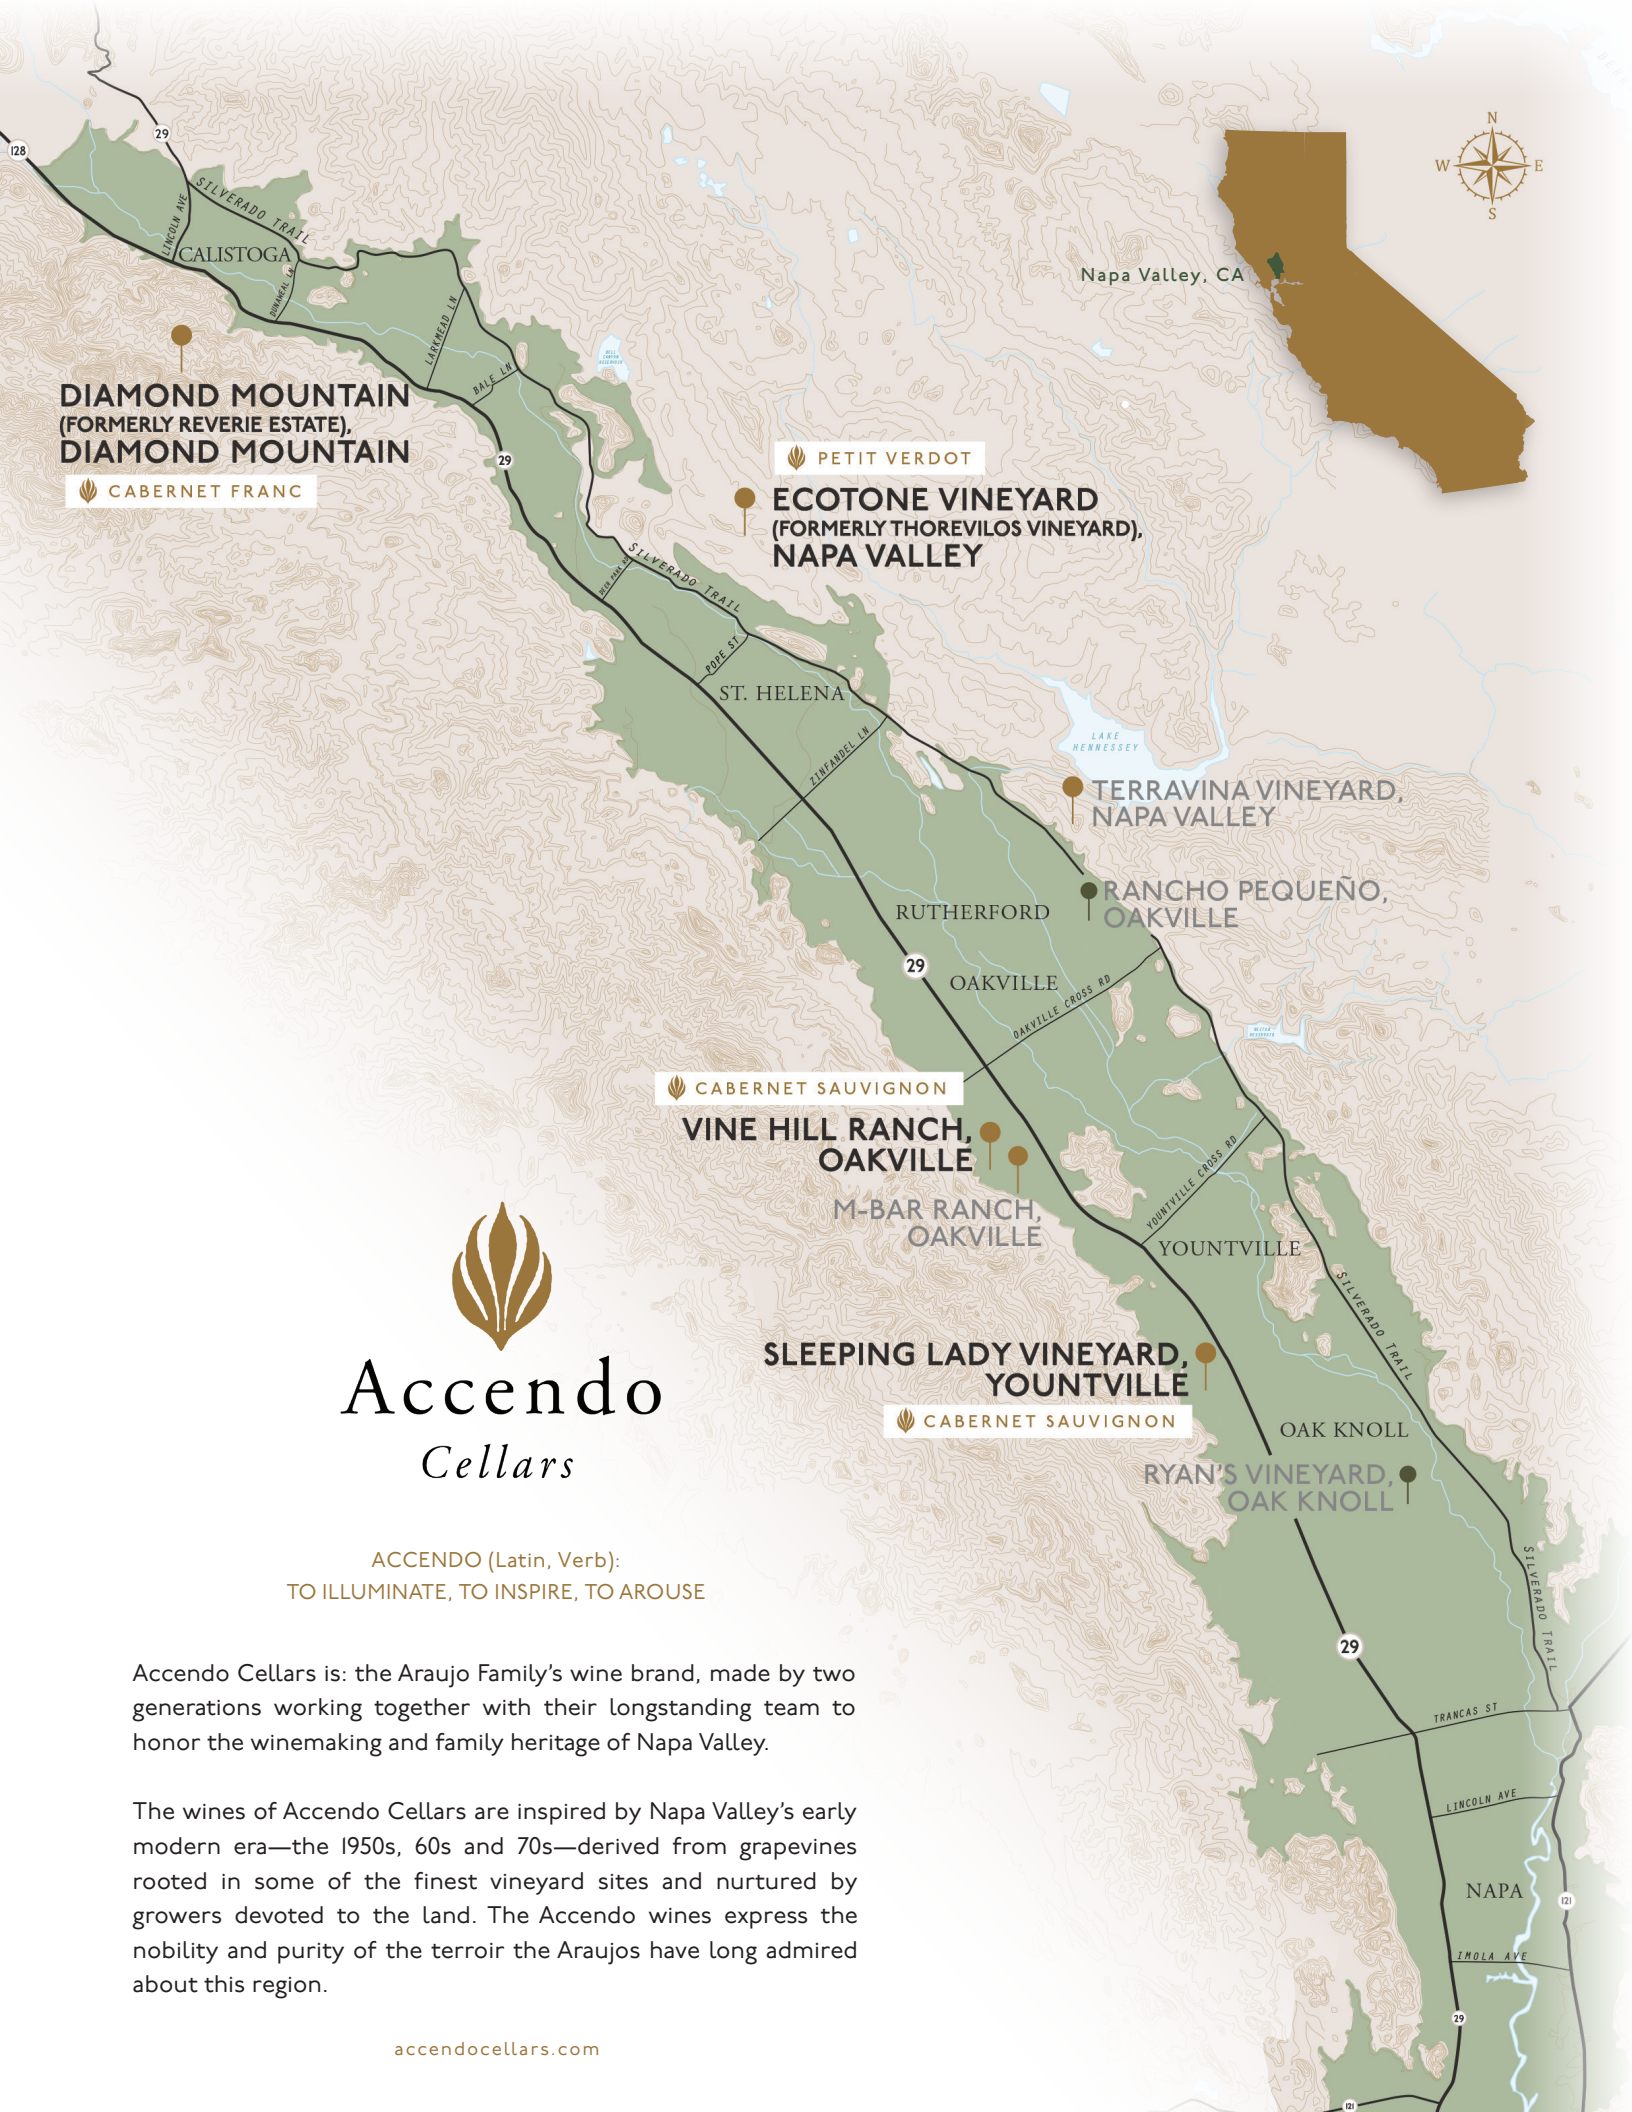 N
W
E
S
29
128
SILVERADO TRAIL
LINCOLN AVE
CALISTOGA
Napa Valley, CA
DUNAWEAL LN
LARKMEAD LN
BALE LN
BELL
CANYON
RESERVOIR
DIAMOND MOUNTAIN
(FORMERLY REVERIE ESTATE),
DIAMOND MOUNTAIN
CABERNET FRANC
29
PETIT VERDOT
ECOTONE VINEYARD
(FORMERLY THOREVILOS VINEYARD),
NAPA VALLEY
SILVERADO TRAIL
DEER PARK RD
POPE ST
ST. HELENA
ZINFANDEL LN
LAKE
HENNESSEY
TERRAVINA VINEYARD,
NAPA VALLEY
RANCHO PEQUEÑO,
OAKVILLE
RUTHERFORD
29
OAKVILLE
OAKVILLE CROSS RD
CABERNET SAUVIGNON
VINE HILL RANCH,
OAKVILLE
M-BAR RANCH,
OAKVILLE
YOUNTVILLE CROSS RD
YOUNTVILLE
SILVERADO TRAIL
SLEEPING LADY VINEYARD,
YOUNTVILLE
CABERNET SAUVIGNON
OAK KNOLL
RYAN'S VINEYARD,
OAK KNOLL
SILVERADO TRAIL
29
TRANCAS ST
LINCOLN AVE
NAPA
121
IMOLA AVE
29
121
Accendo
Cellars
ACCENDO (Latin, Verb):
TO ILLUMINATE, TO INSPIRE, TO AROUSE
Accendo Cellars is: the Araujo Family’s wine brand, made by two
generations working together with their longstanding team to
honor the winemaking and family heritage of Napa Valley.
The wines of Accendo Cellars are inspired by Napa Valley’s early
modern era—the 1950s, 60s and 70s—derived from grapevines
rooted in some of the finest vineyard sites and nurtured by
growers devoted to the land. The Accendo wines express the
nobility and purity of the terroir the Araujos have long admired
about this region.
accendocellars.com